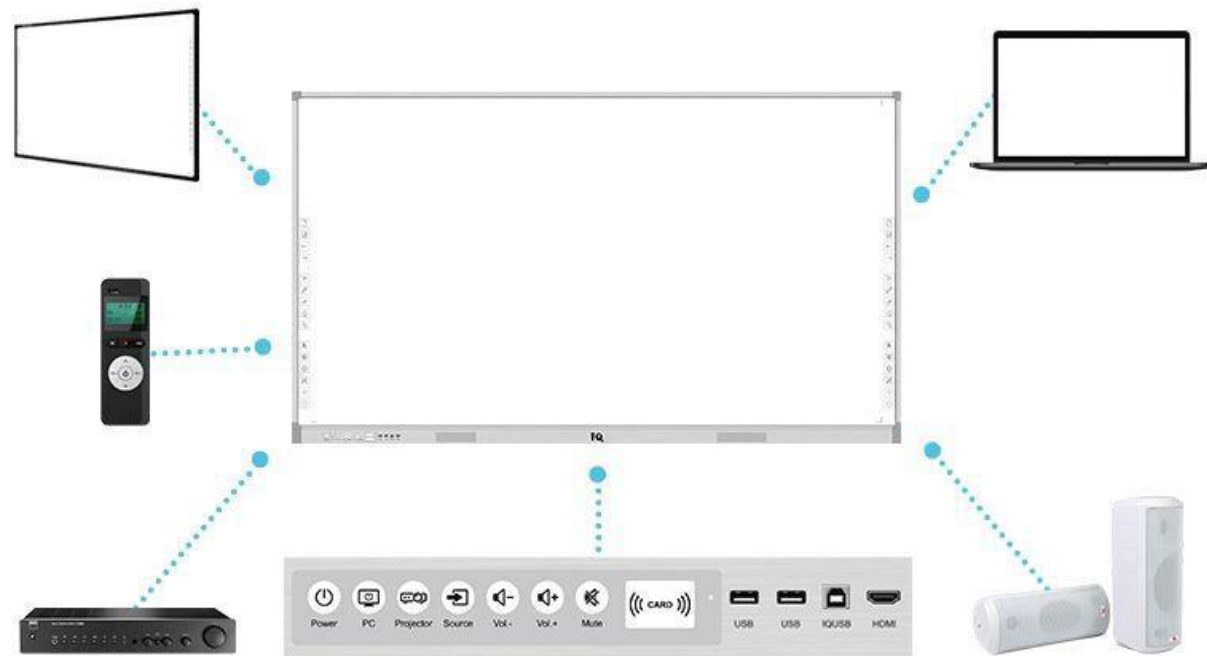 IQ
Power PC Projector Source Vol - Vol + Mute ((( CARD ))) USB USB IQUSB HDMI